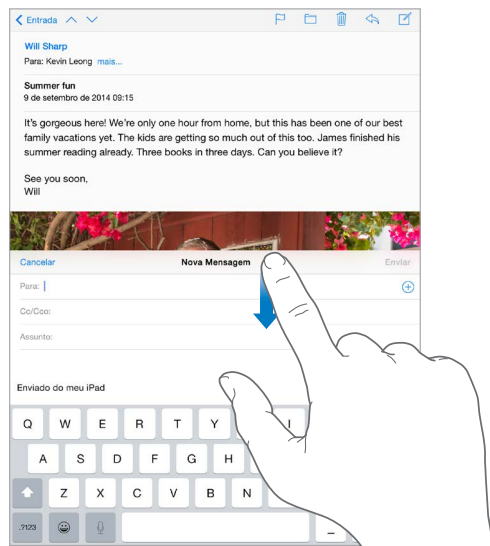 Entrada
Will Sharp
Para: Kevin Leong mais...
Summer fun
9 de setembro de 2014 09:15
It's gorgeous here! We're only one hour from home, but this has been one of our best
family vacations yet. The kids are getting so much out of this too. James finished his
summer reading already. Three books in three days. Can you believe it?
See you soon,
Will
Cancelar Nova Mensagem Enviar
Para:
Cc/Cco:
Assunto:
Enviado do meu iPad
Q W E R T Y I
A S D F G H
Z X C V B N
.?123 _